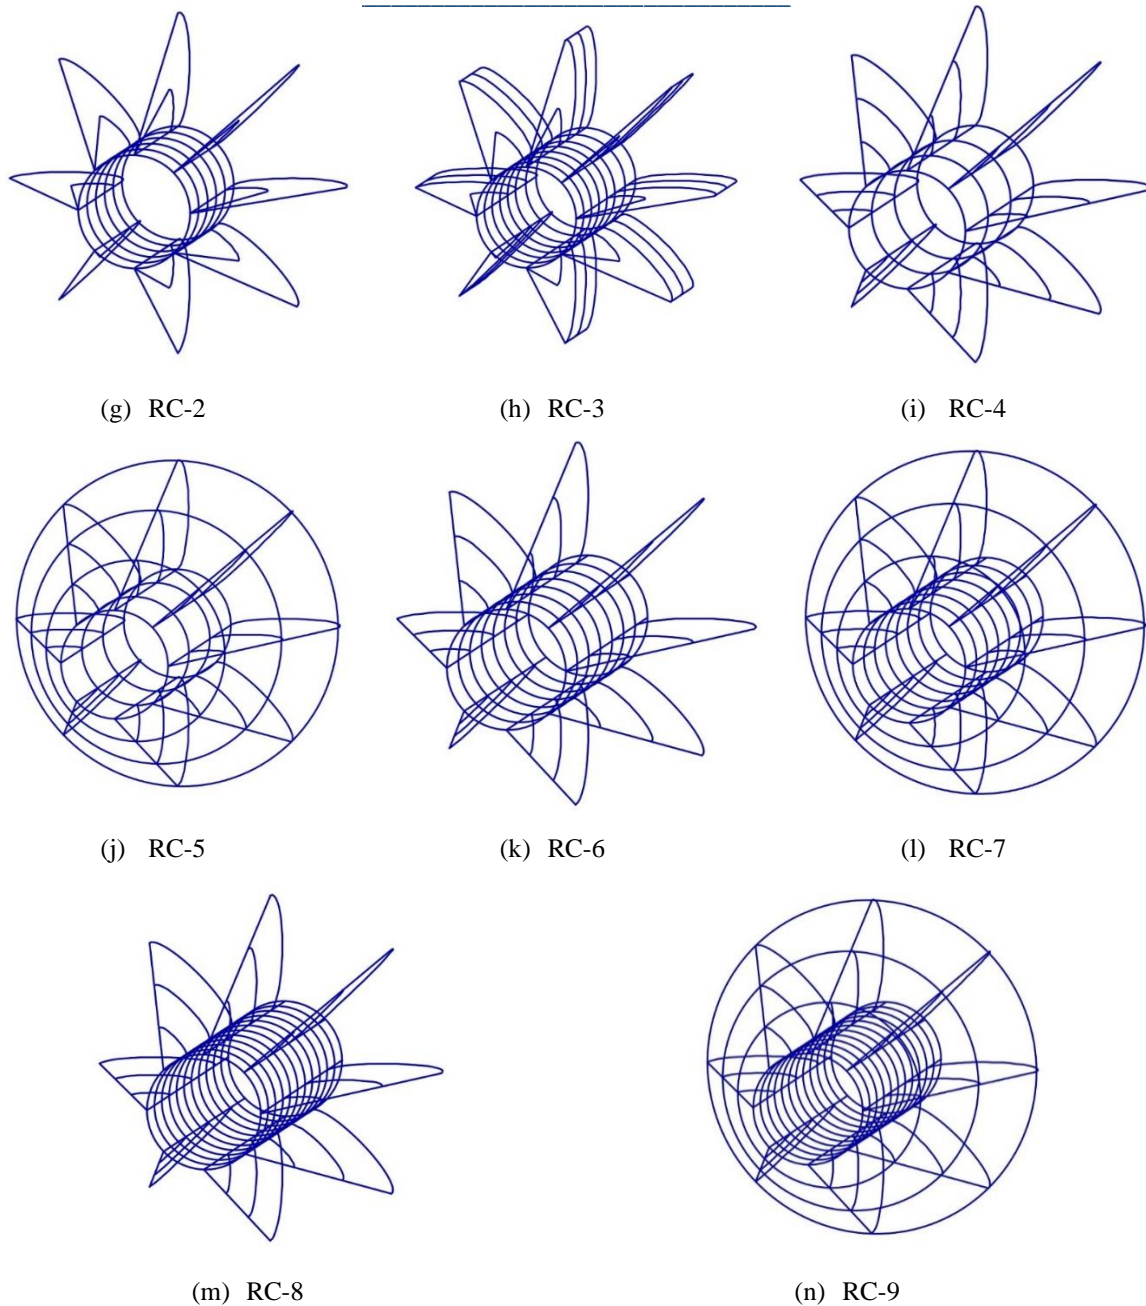 (g) RC-2
(h) RC-3
(i) RC-4
(j) RC-5
(k) RC-6
(l) RC-7
(m) RC-8
(n) RC-9